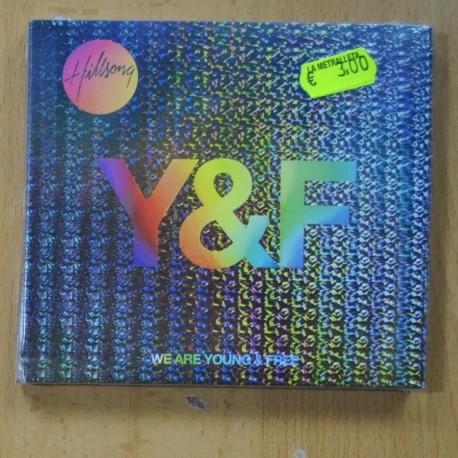 Hillsong
LA METRALLETA
€ 3.00
Y&F
WE ARE YOUNG & FREE